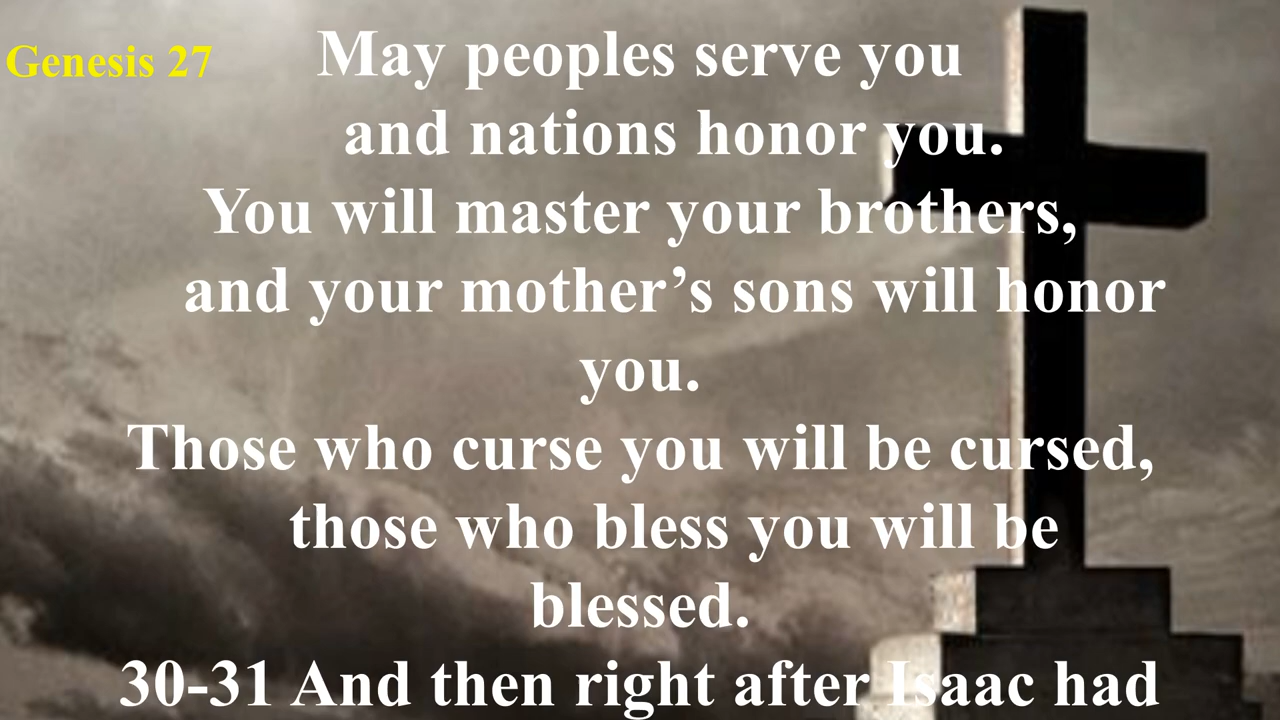 Genesis 27
May peoples serve you
and nations honor you.
You will master your brothers,
and your mother’s sons will honor
you.
Those who curse you will be cursed,
those who bless you will be
blessed.
30-31 And then right after Isaac had